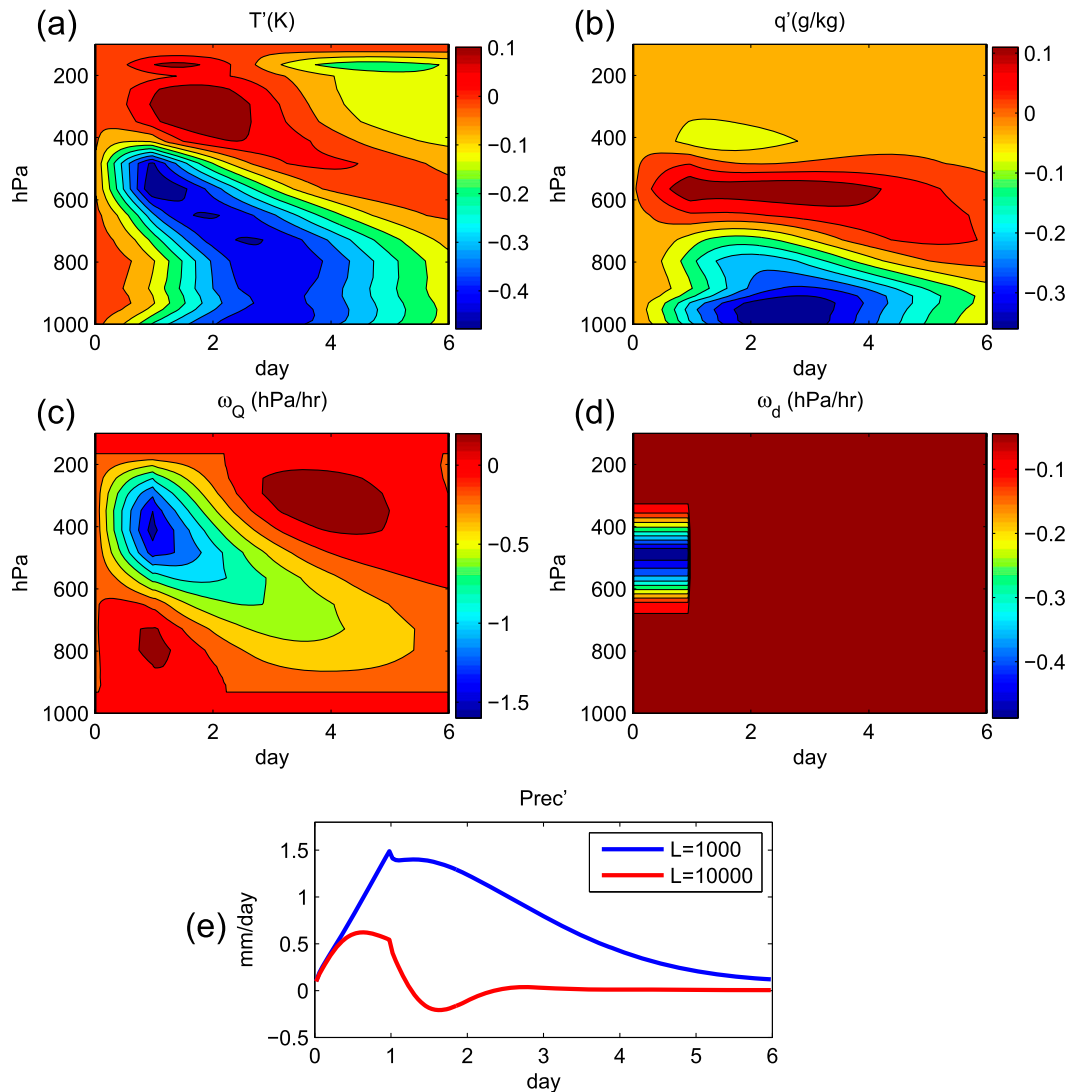 (a) T'(K)
(b) q'(g/kg)
hPa
200
400
600
800
1000
0 2 4 6
day
0.1
0
−0.1
−0.2
−0.3
−0.4
hPa
200
400
600
800
1000
0 2 4 6
day
0.1
0
−0.1
−0.2
−0.3
(c) ω_Q (hPa/hr)
(d) ω_d (hPa/hr)
hPa
200
400
600
800
1000
0 2 4 6
day
0
−0.5
−1
−1.5
hPa
200
400
600
800
1000
0 2 4 6
day
−0.1
−0.2
−0.3
−0.4
Prec'
(e)
mm/day
1.5
1
0.5
0
−0.5
L=1000
L=10000
0 1 2 3 4 5 6
day